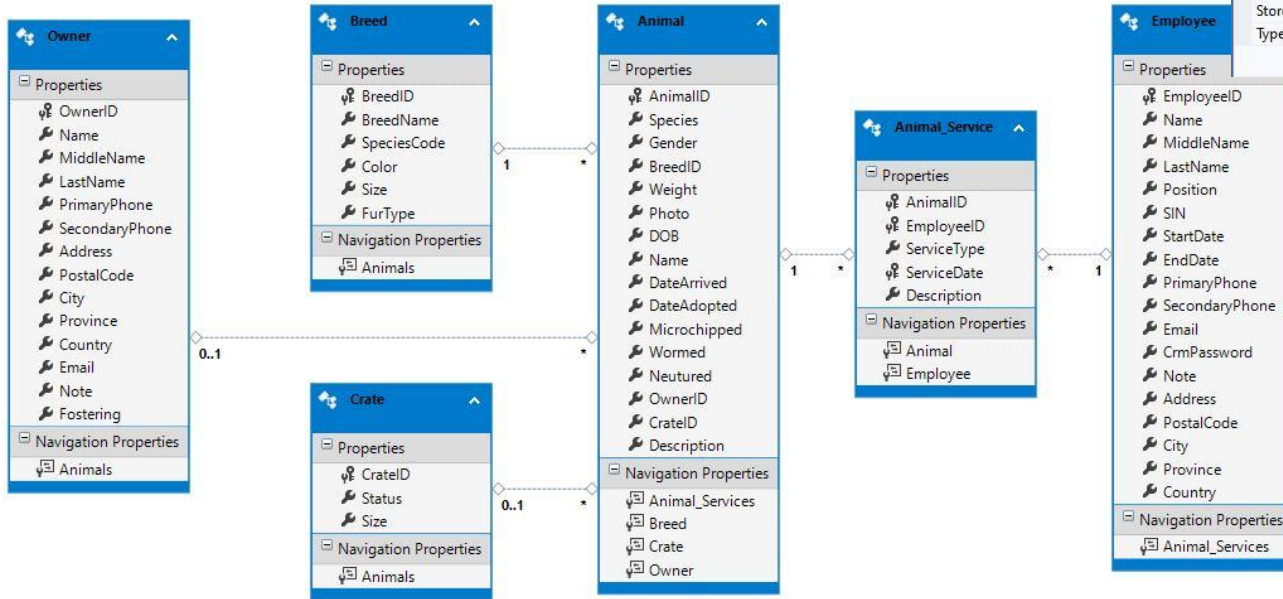 Owner
Properties
OwnerID
Name
MiddleName
LastName
PrimaryPhone
SecondaryPhone
Address
PostalCode
City
Province
Country
Email
Note
Fostering
Navigation Properties
Animals
0..1
*
Breed
Properties
BreedID
BreedName
SpeciesCode
Color
Size
FurType
Navigation Properties
Animals
1
*
Crate
Properties
CrateID
Status
Size
Navigation Properties
Animals
0..1
*
Animal
Properties
AnimalID
Species
Gender
BreedID
Weight
Photo
DOB
Name
DateArrived
DateAdopted
Microchipped
Wormed
Neutured
OwnerID
CrateID
Description
Navigation Properties
Animal_Services
Breed
Crate
Owner
1
*
Animal_Service
Properties
AnimalID
EmployeeID
ServiceType
ServiceDate
Description
Navigation Properties
Animal
Employee
*
1
Employee
Properties
EmployeeID
Name
MiddleName
LastName
Position
SIN
StartDate
EndDate
PrimaryPhone
SecondaryPhone
Email
CrmPassword
Note
Address
PostalCode
City
Province
Country
Navigation Properties
Animal_Services
Type